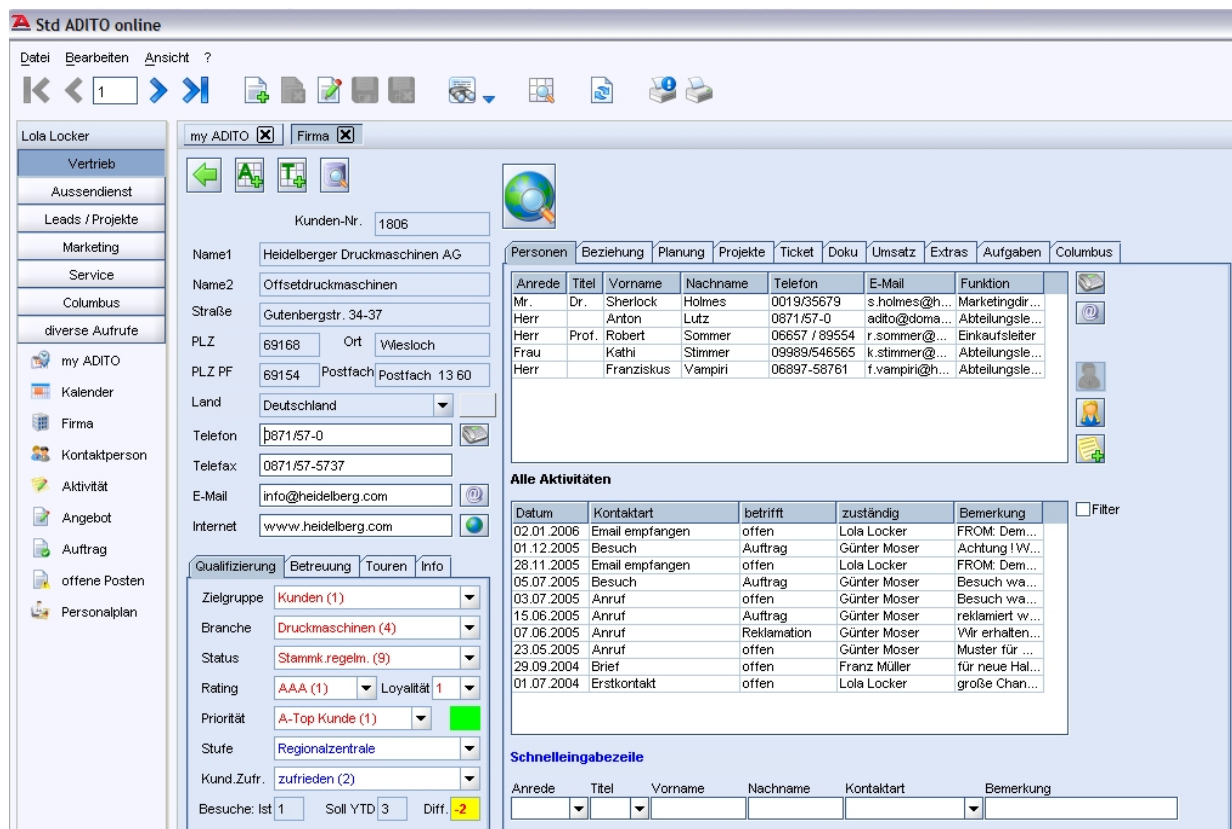 Std ADITO online
Datei Bearbeiten Ansicht ?
1
Lola Locker
Vertrieb
Aussendienst
Leads / Projekte
Marketing
Service
Columbus
diverse Aufrufe
my ADITO
Kalender
Firma
Kontaktperson
Aktivität
Angebot
Auftrag
offene Posten
Personalplan
my ADITO Firma
Kunden-Nr. 1806
Name1 Heidelberger Druckmaschinen AG
Name2 Offsetdruckmaschinen
Straße Gutenbergstr. 34-37
PLZ 69168 Ort Wiesloch
PLZ PF 69154 Postfach Postfach 13 60
Land Deutschland
Telefon 0871/57-0
Telefax 0871/57-5737
E-Mail info@heidelberg.com
Internet www.heidelberg.com
Qualifizierung Betreuung Touren Info
Zielgruppe Kunden (1)
Branche Druckmaschinen (4)
Status Stammk.regelm. (9)
Rating AAA (1) Loyalität 1
Priorität A-Top Kunde (1)
Stufe Regionalzentrale
Kund.Zufr. zufrieden (2)
Besuche: Ist 1 Soll YTD 3 Diff. -2
Personen Beziehung Planung Projekte Ticket Doku Umsatz Extras Aufgaben Columbus
Anrede Titel Vorname Nachname Telefon E-Mail Funktion
Mr. Dr. Sherlock Holmes 0019/35679 s.holmes@h... Marketingdir...
Herr Anton Lutz 0871/57-0 adito@doma... Abteilungsle...
Herr Prof. Robert Sommer 06657 / 89554 r.sommer@... Einkaufsleiter
Frau Kathi Stimmer 09989/546565 k.stimmer@... Abteilungsle...
Herr Franziskus Vampiri 06897-58761 f.vampiri@h... Abteilungsle...
Alle Aktivitäten
Datum Kontaktart betrifft zuständig Bemerkung
Filter
02.01.2006 Email empfangen offen Lola Locker FROM: Dem...
01.12.2005 Besuch Auftrag Günter Moser Achtung ! W...
28.11.2005 Email empfangen offen Lola Locker FROM: Dem...
05.07.2005 Besuch Auftrag Günter Moser Besuch wa...
03.07.2005 Anruf offen Günter Moser Besuch wa...
15.06.2005 Anruf Auftrag Günter Moser reklamiert w...
07.06.2005 Anruf Reklamation Günter Moser Wir erhalten...
23.05.2005 Anruf offen Günter Moser Muster für ...
29.09.2004 Brief offen Franz Müller für neue Hal...
01.07.2004 Erstkontakt offen Lola Locker große Chan...
Schnelleingabezeile
Anrede Titel Vorname Nachname Kontaktart Bemerkung